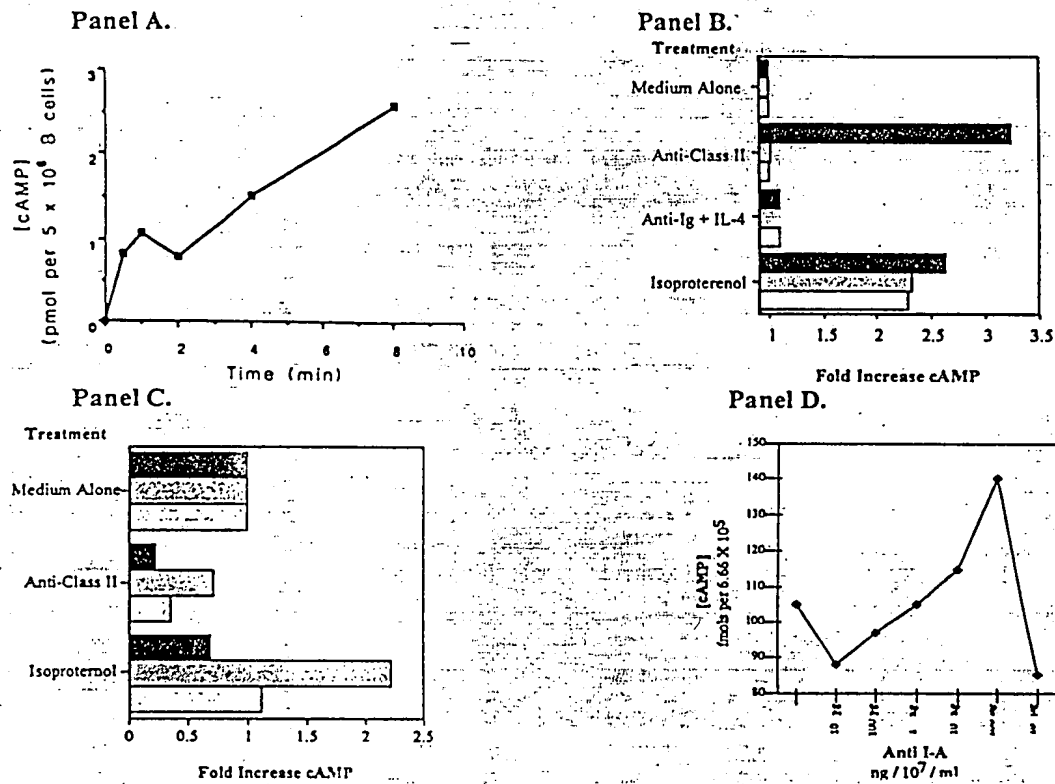 Panel A.
[cAMP]
(pmol per 5 x 10⁶ B cells)
3
2
1
0
0
2
4
6
8
10
Time (min)
Panel B.
Treatment
Medium Alone
Anti-Class II
Anti-Ig + IL-4
Isoproterenol
1
1.5
2
2.5
3
3.5
Fold Increase cAMP
Panel C.
Treatment
Medium Alone
Anti-Class II
Isoproternol
0
0.5
1
1.5
2
2.5
Fold Increase cAMP
Panel D.
[cAMP]
fmols per 6.66 X 10⁵
150
140
130
120
110
100
90
80
Anti I-A
ng / 10⁷ / ml